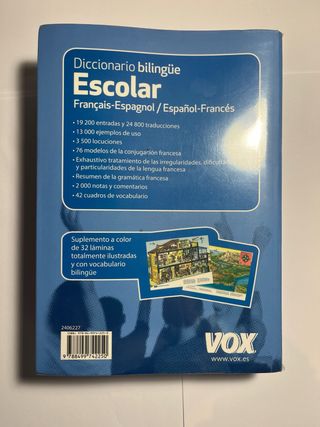 Diccionario bilingüe
Escolar
Français-Espagnol / Español-Francés
• 19 200 entradas y 24 800 traducciones
• 13 000 ejemplos de uso
• 3 500 locuciones
• 76 modelos de la conjugación francesa
• Exhaustivo tratamiento de las irregularidades, dificultades
y particularidades de la lengua francesa
• Resumen de la gramática francesa
• 2 000 notas y comentarios
• 42 cuadros de vocabulario
Suplemento a color
de 32 láminas
totalmente ilustradas
y con vocabulario
bilingüe
2406227
9 788499 742250
VOX
www.vox.es